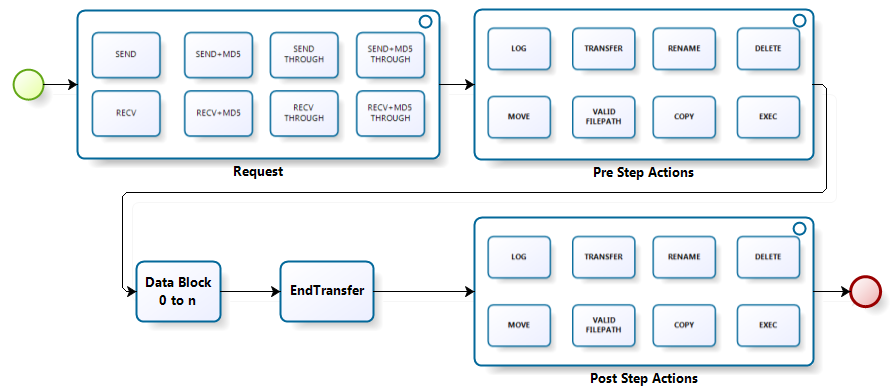 SEND
SEND+MD5
SEND
THROUGH
SEND+MD5
THROUGH
RECV
RECV+MD5
RECV
THROUGH
RECV+MD5
THROUGH
Request
LOG
TRANSFER
RENAME
DELETE
MOVE
VALID
FILEPATH
COPY
EXEC
Pre Step Actions
Data Block
0 to n
EndTransfer
LOG
TRANSFER
RENAME
DELETE
MOVE
VALID
FILEPATH
COPY
EXEC
Post Step Actions